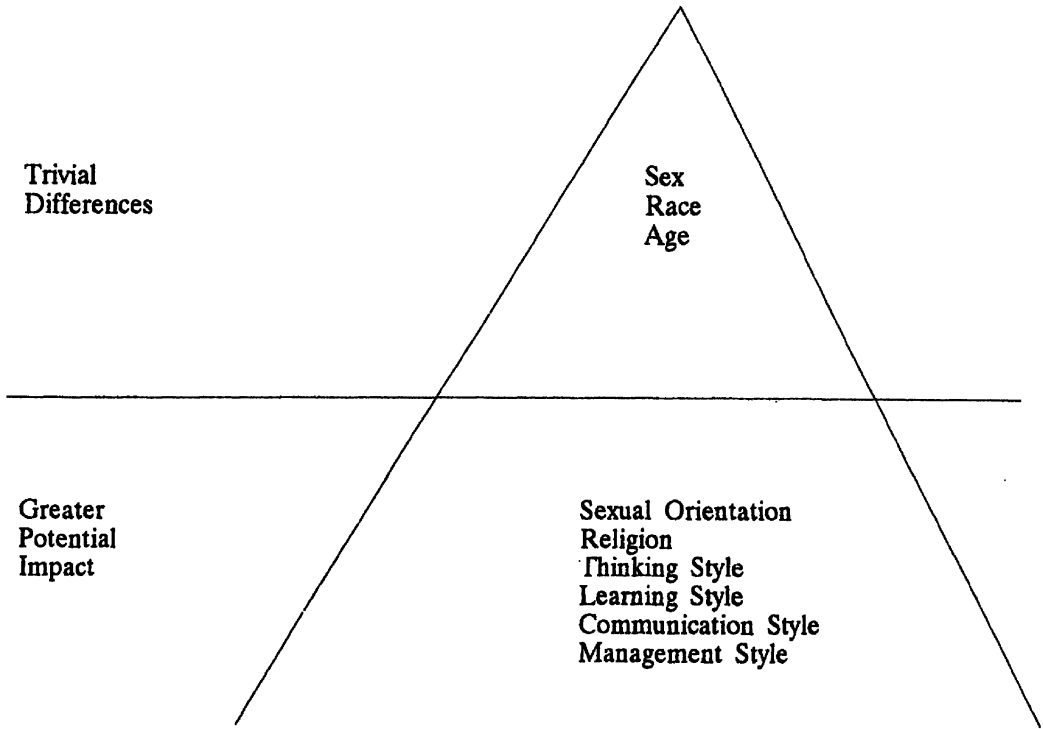 Trivial
Differences
Sex
Race
Age
Greater
Potential
Impact
Sexual Orientation
Religion
Thinking Style
Learning Style
Communication Style
Management Style